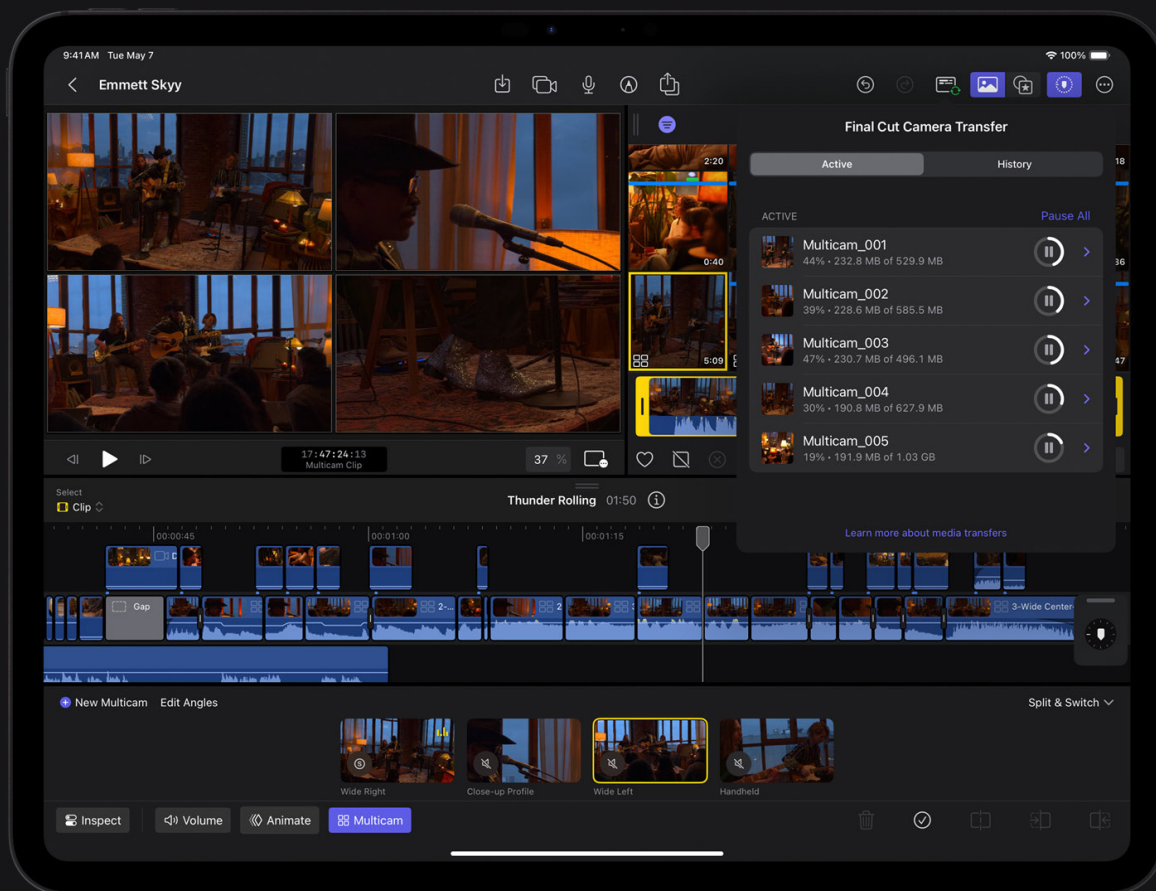 9:41 AM Tue May 7
100%
Emmett Skyy
2:20
0:40
5:09
18
36
47
Final Cut Camera Transfer
Active
History
ACTIVE
Pause All
Multicam_001
44% • 232.8 MB of 529.9 MB
Multicam_002
39% • 228.6 MB of 585.5 MB
Multicam_003
47% • 230.7 MB of 496.1 MB
Multicam_004
30% • 190.8 MB of 627.9 MB
Multicam_005
19% • 191.9 MB of 1.03 GB
Learn more about media transfers
17:47:24:13
Multicam Clip
37 %
Select
Clip
Thunder Rolling 01:50
00:00:45
00:01:00
00:01:15
Gap
2-...
2
3-Wide Center-
New Multicam
Edit Angles
Split & Switch
S
Wide Right
Close-up Profile
Wide Left
Handheld
Inspect
Volume
Animate
Multicam